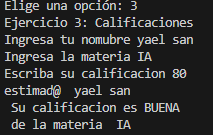 Elige una opción: 3
Ejercicio 3: Calificaciones
Ingresa tu nomubre yael san
Ingresa la materia IA
Escriba su calificacion 80
estimad@  yael san
 Su calificacion es BUENA
 de la materia  IA